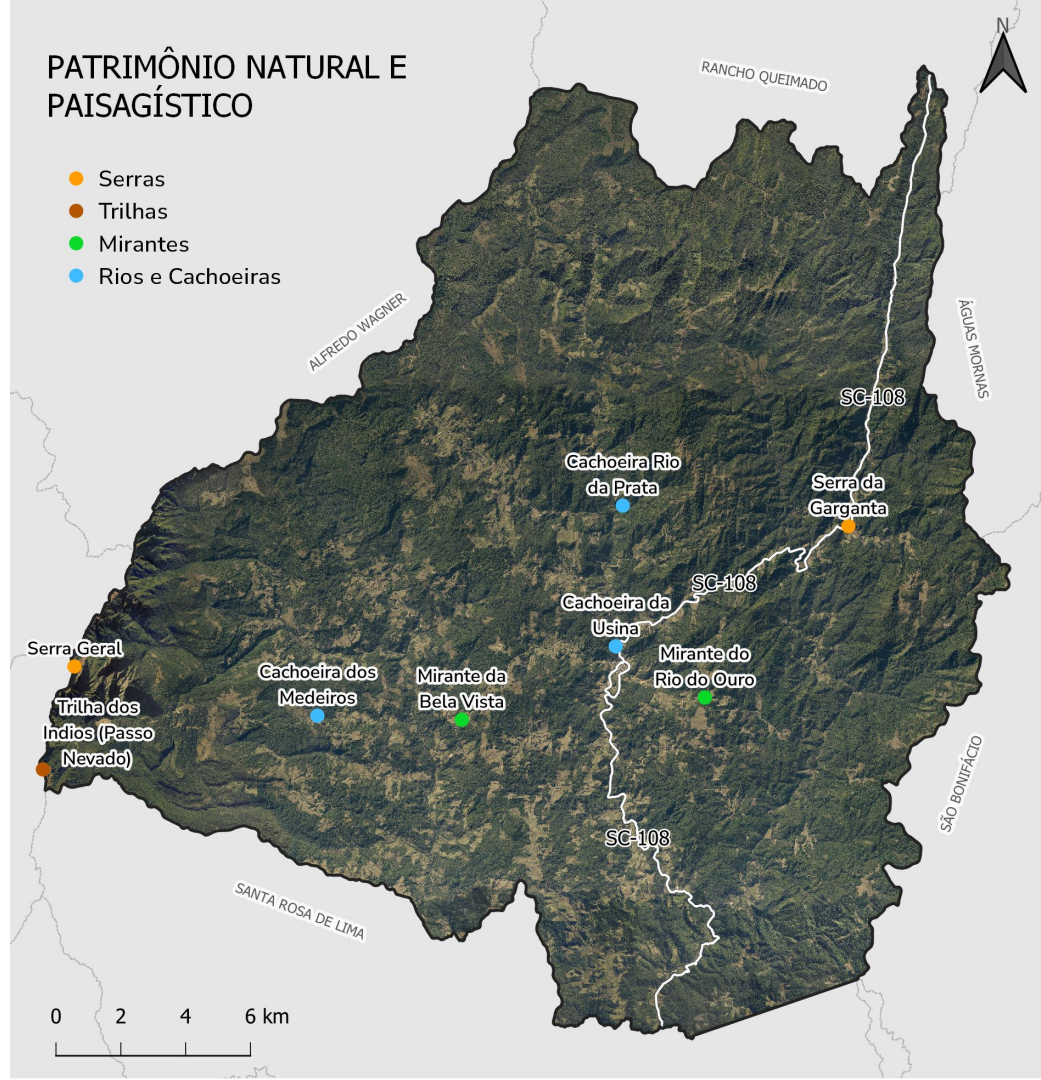 PATRIMÔNIO NATURAL E
PAISAGÍSTICO
N
RANCHO QUEIMADO
Serras
Trilhas
Mirantes
Rios e Cachoeiras
ALFREDO WAGNER
ÁGUAS MORNAS
SC-108
Cachoeira Rio
da Prata
Serra da
Garganta
SC-108
Cachoeira da
Usina
Serra Geral
Mirante do
Rio do Ouro
Cachoeira dos
Medeiros
Mirante da
Bela Vista
Trilha dos
Indios (Passo
Nevado)
SÃO BONIFÁCIO
SC-108
SANTA ROSA DE LIMA
0 2 4 6 km